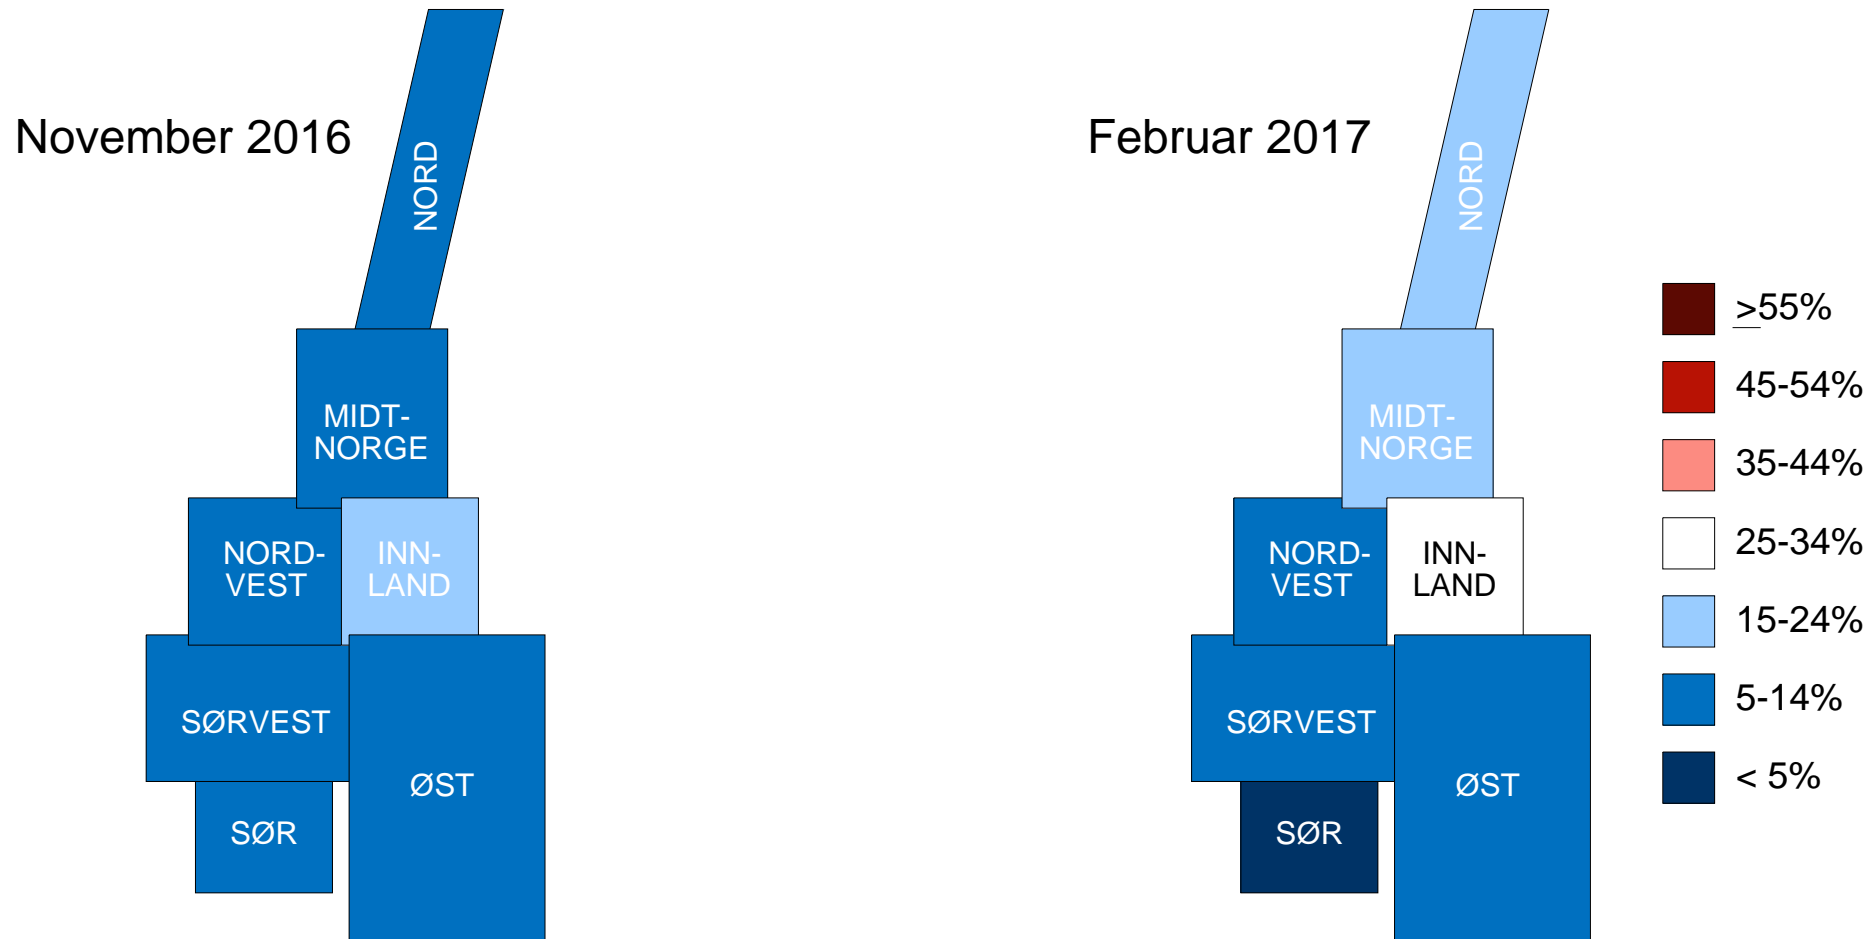 November 2016
NORD
MIDT-
NORGE
NORD-
VEST
INN-
LAND
SØRVEST
ØST
SØR
Februar 2017
NORD
MIDT-
NORGE
NORD-
VEST
INN-
LAND
SØRVEST
ØST
SØR
>55%
45-54%
35-44%
25-34%
15-24%
5-14%
< 5%